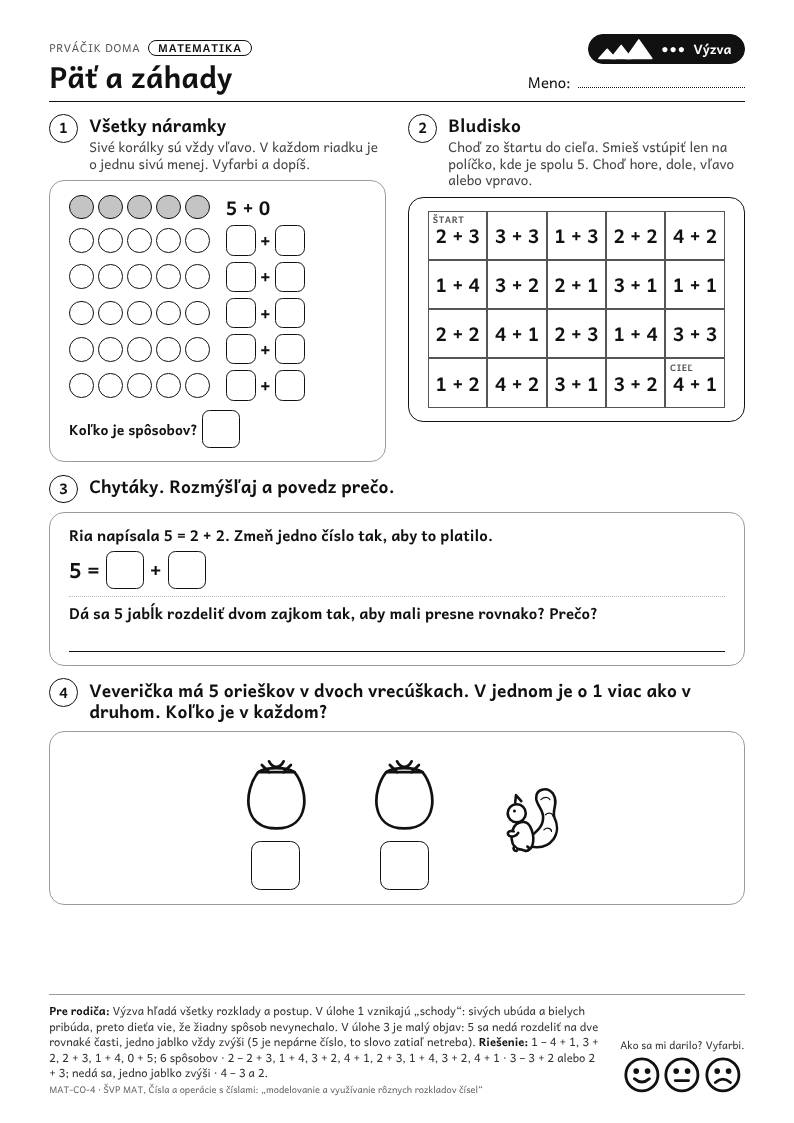 PRVÁČIK DOMA MATEMATIKA
Päť a záhady
Výzva
Meno:
1 Všetky náramky
Sivé korálky sú vždy vľavo. V každom riadku je
o jednu sivú menej. Vyfarbi a dopíš.
5 + 0
+
+
+
+
+
Koľko je spôsobov?
2 Bludisko
Choď zo štartu do cieľa. Smieš vstúpiť len na
políčko, kde je spolu 5. Choď hore, dole, vľavo
alebo vpravo.
ŠTART
2 + 3 3 + 3 1 + 3 2 + 2 4 + 2
1 + 4 3 + 2 2 + 1 3 + 1 1 + 1
2 + 2 4 + 1 2 + 3 1 + 4 3 + 3
CIEĽ
1 + 2 4 + 2 3 + 1 3 + 2 4 + 1
3 Chytáky. Rozmýšľaj a povedz prečo.
Ria napísala 5 = 2 + 2. Zmeň jedno číslo tak, aby to platilo.
5 = +
Dá sa 5 jabĺk rozdeliť dvom zajkom tak, aby mali presne rovnako? Prečo?
4 Veverička má 5 orieškov v dvoch vrecúškach. V jednom je o 1 viac ako v
druhom. Koľko je v každom?
Pre rodiča: Výzva hľadá všetky rozklady a postup. V úlohe 1 vznikajú „schody“: sivých ubúda a bielych
pribúda, preto dieťa vie, že žiadny spôsob nevynechalo. V úlohe 3 je malý objav: 5 sa nedá rozdeliť na dve
rovnaké časti, jedno jablko vždy zvýši (5 je nepárne číslo, to slovo zatiaľ netreba). Riešenie: 1 – 4 + 1, 3 +
2, 2 + 3, 1 + 4, 0 + 5; 6 spôsobov · 2 – 2 + 3, 1 + 4, 3 + 2, 4 + 1, 2 + 3, 1 + 4, 3 + 2, 4 + 1 · 3 – 3 + 2 alebo 2
+ 3; nedá sa, jedno jablko zvýši · 4 – 3 a 2.
MAT-CO-4 · ŠVP MAT, Čísla a operácie s číslami: „modelovanie a využívanie rôznych rozkladov čísel“
Ako sa mi darilo? Vyfarbi.